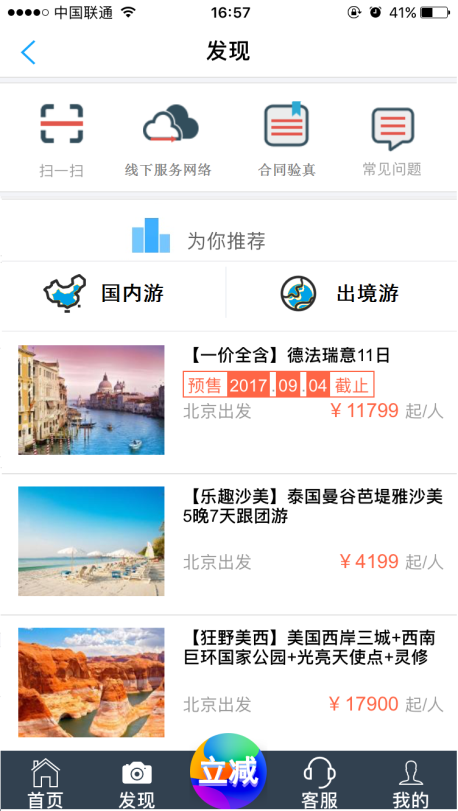 中国联通 16:57 41%
发现
扫一扫 线下服务网络 合同验真 常见问题
为你推荐
国内游 出境游
【一价全含】德法瑞意11日
预售 2017.09.04 截止
北京出发 ¥11799 起/人
【乐趣沙美】泰国曼谷芭堤雅沙美
5晚7天跟团游
北京出发 ¥4199 起/人
【狂野美西】美国西岸三城+西南
巨环国家公园+光亮天使点+灵修
北京出发 ¥17900 起/人
首页 发现 立减 客服 我的